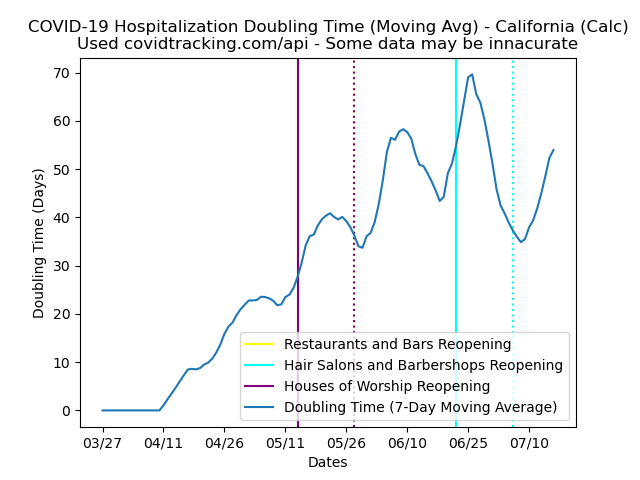 COVID-19 Hospitalization Doubling Time (Moving Avg) - California (Calc)
Used covidtracking.com/api - Some data may be innacurate
70
60
50
40
30
20
10
0
Doubling Time (Days)
Restaurants and Bars Reopening
Hair Salons and Barbershops Reopening
Houses of Worship Reopening
Doubling Time (7-Day Moving Average)
03/27 04/11 04/26 05/11 05/26 06/10 06/25 07/10
Dates